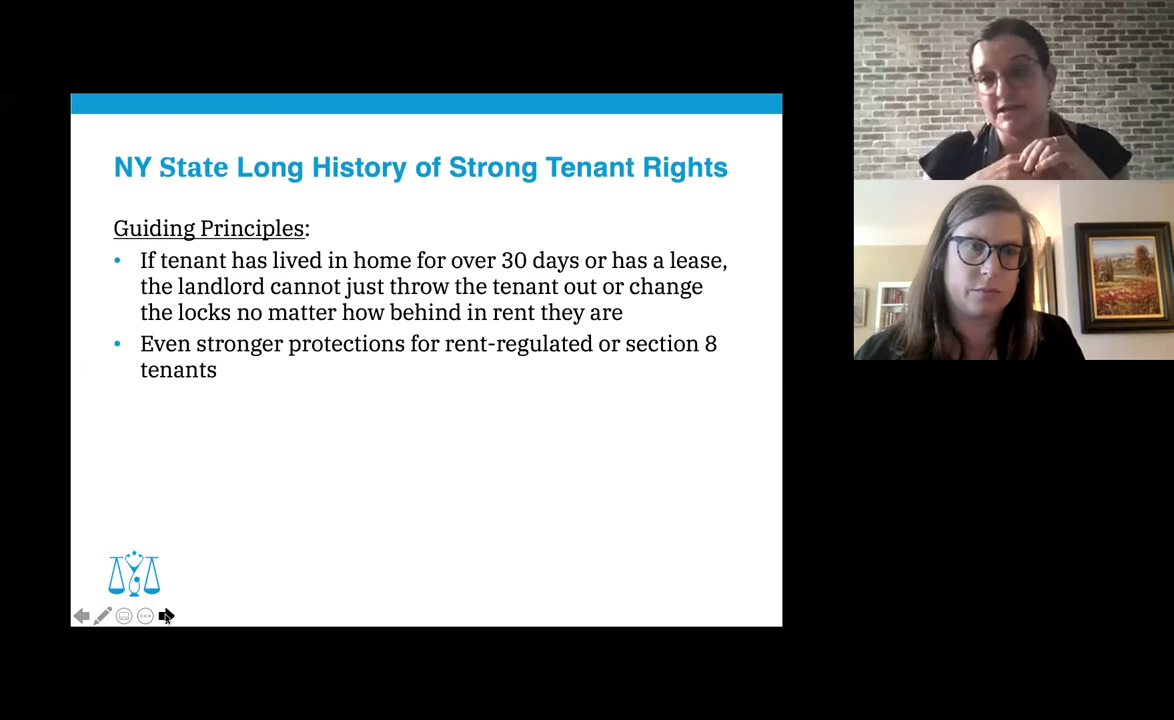 NY State Long History of Strong Tenant Rights
Guiding Principles:
• If tenant has lived in home for over 30 days or has a lease,
the landlord cannot just throw the tenant out or change
the locks no matter how behind in rent they are
• Even stronger protections for rent-regulated or section 8
tenants